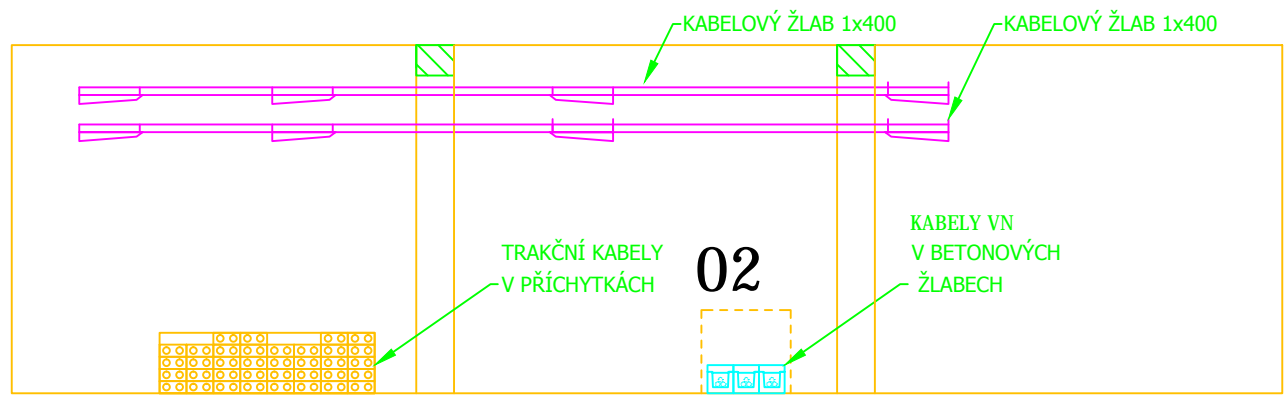 KABELOVÝ ŽLAB 1x400
KABELOVÝ ŽLAB 1x400
TRAKČNÍ KABELY
V PŘÍCHYTKÁCH
02
KABELY VN
V BETONOVÝCH
ŽLABECH